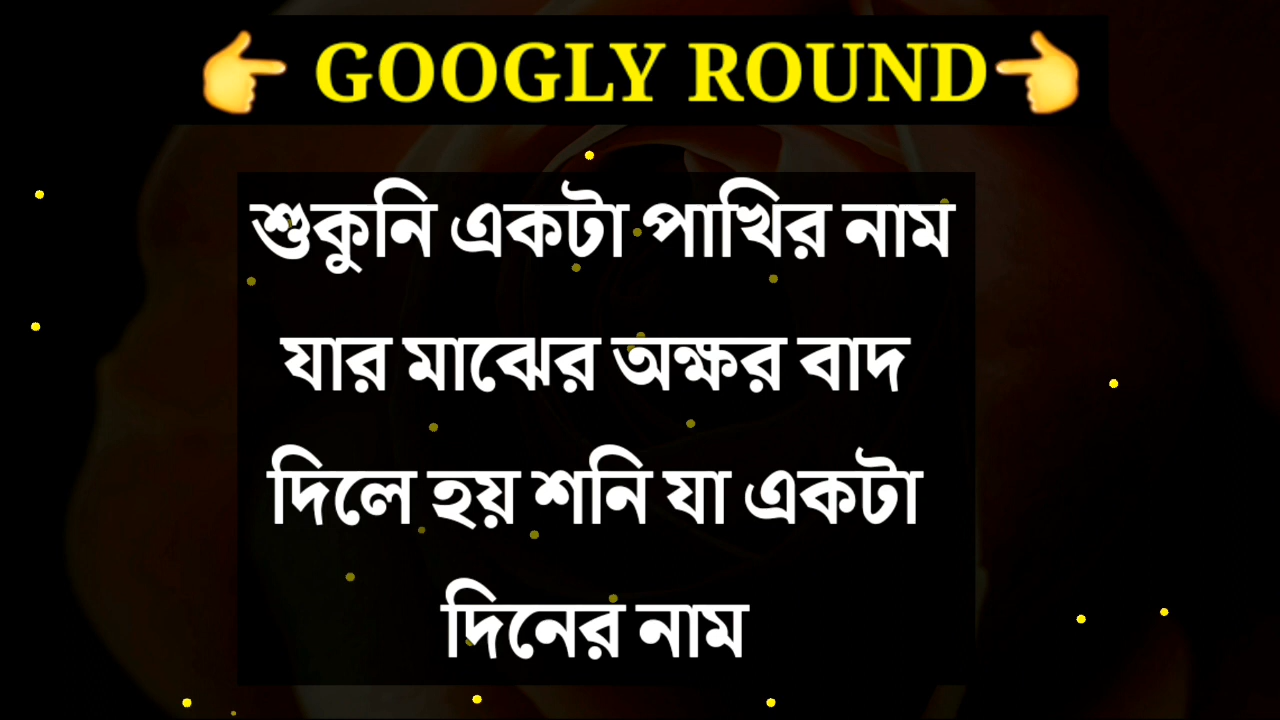 👉 GOOGLY ROUND👈
শুকুনি একটা পাখির নাম
যার মাঝের অক্ষর বাদ
দিলে হয় শনি যা একটা
দিনের নাম